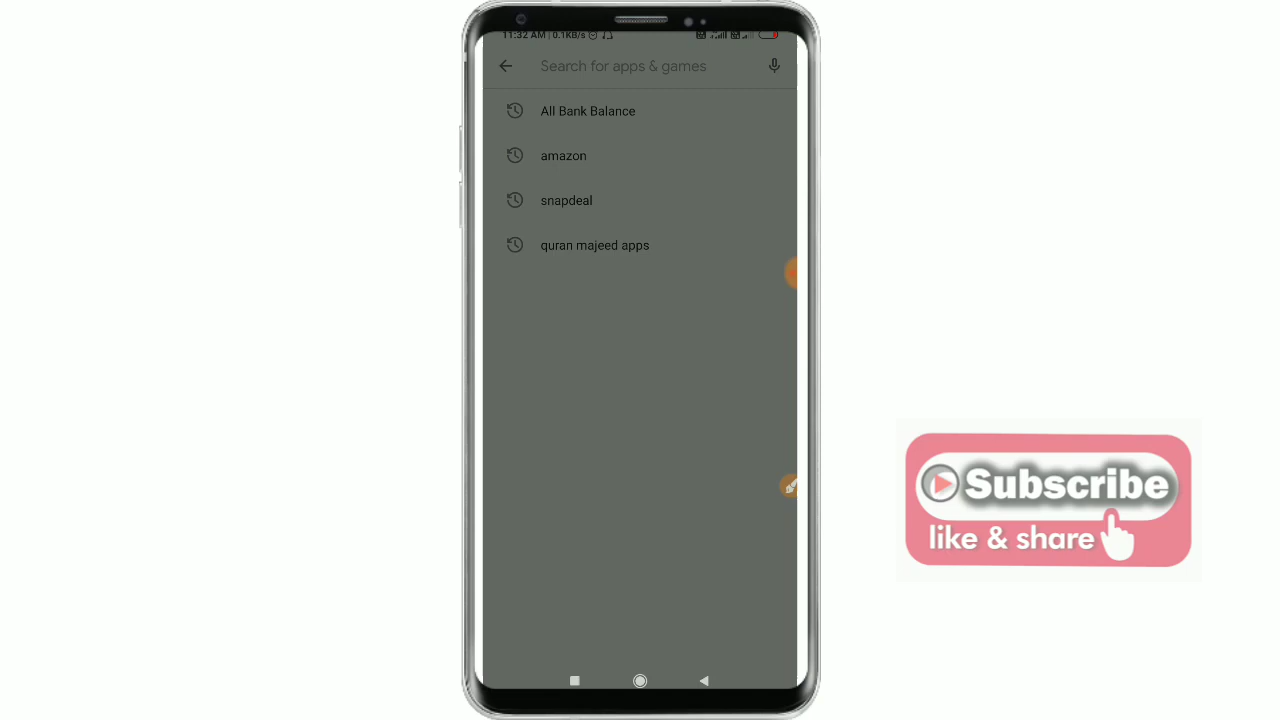 11:32 AM | 0.1KB/s
Search for apps & games
All Bank Balance
amazon
snapdeal
quran majeed apps
Subscribe
like & share